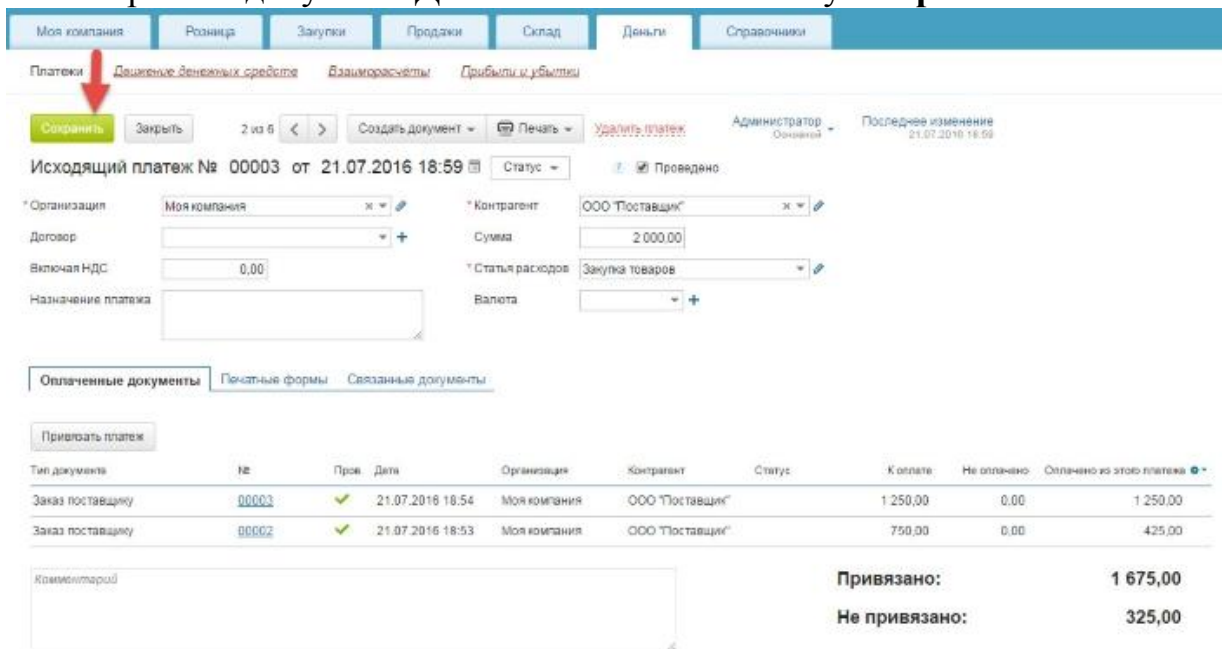 Моя компания Розница Закупки Продажи Склад Деньги Справочники
Платежи Движение денежных средств Взаиморасчёты Прибыли и убытки
Сохранить Закрыть 2 из 6 Создать документ Печать Удалить платеж Администратор Основной Последнее изменение 21.07.2016 18:59
Исходящий платеж № 00003 от 21.07.2016 18:59 Статус Проведено
* Организация Моя компания * Контрагент ООО "Поставщик"
Договор Сумма 2 000,00
Включая НДС 0,00 * Статья расходов Закупка товаров
Назначение платежа Валюта
Оплаченные документы Печатные формы Связанные документы
Привязать платеж
Тип документа № Пров. Дата Организация Контрагент Статус К оплате Не оплачено Оплачено из этого платежа
Заказ поставщику 00003 21.07.2016 18:54 Моя компания ООО "Поставщик" 1 250,00 0,00 1 250,00
Заказ поставщику 00002 21.07.2016 18:53 Моя компания ООО "Поставщик" 750,00 0,00 425,00
Комментарий Привязано: 1 675,00
Не привязано: 325,00